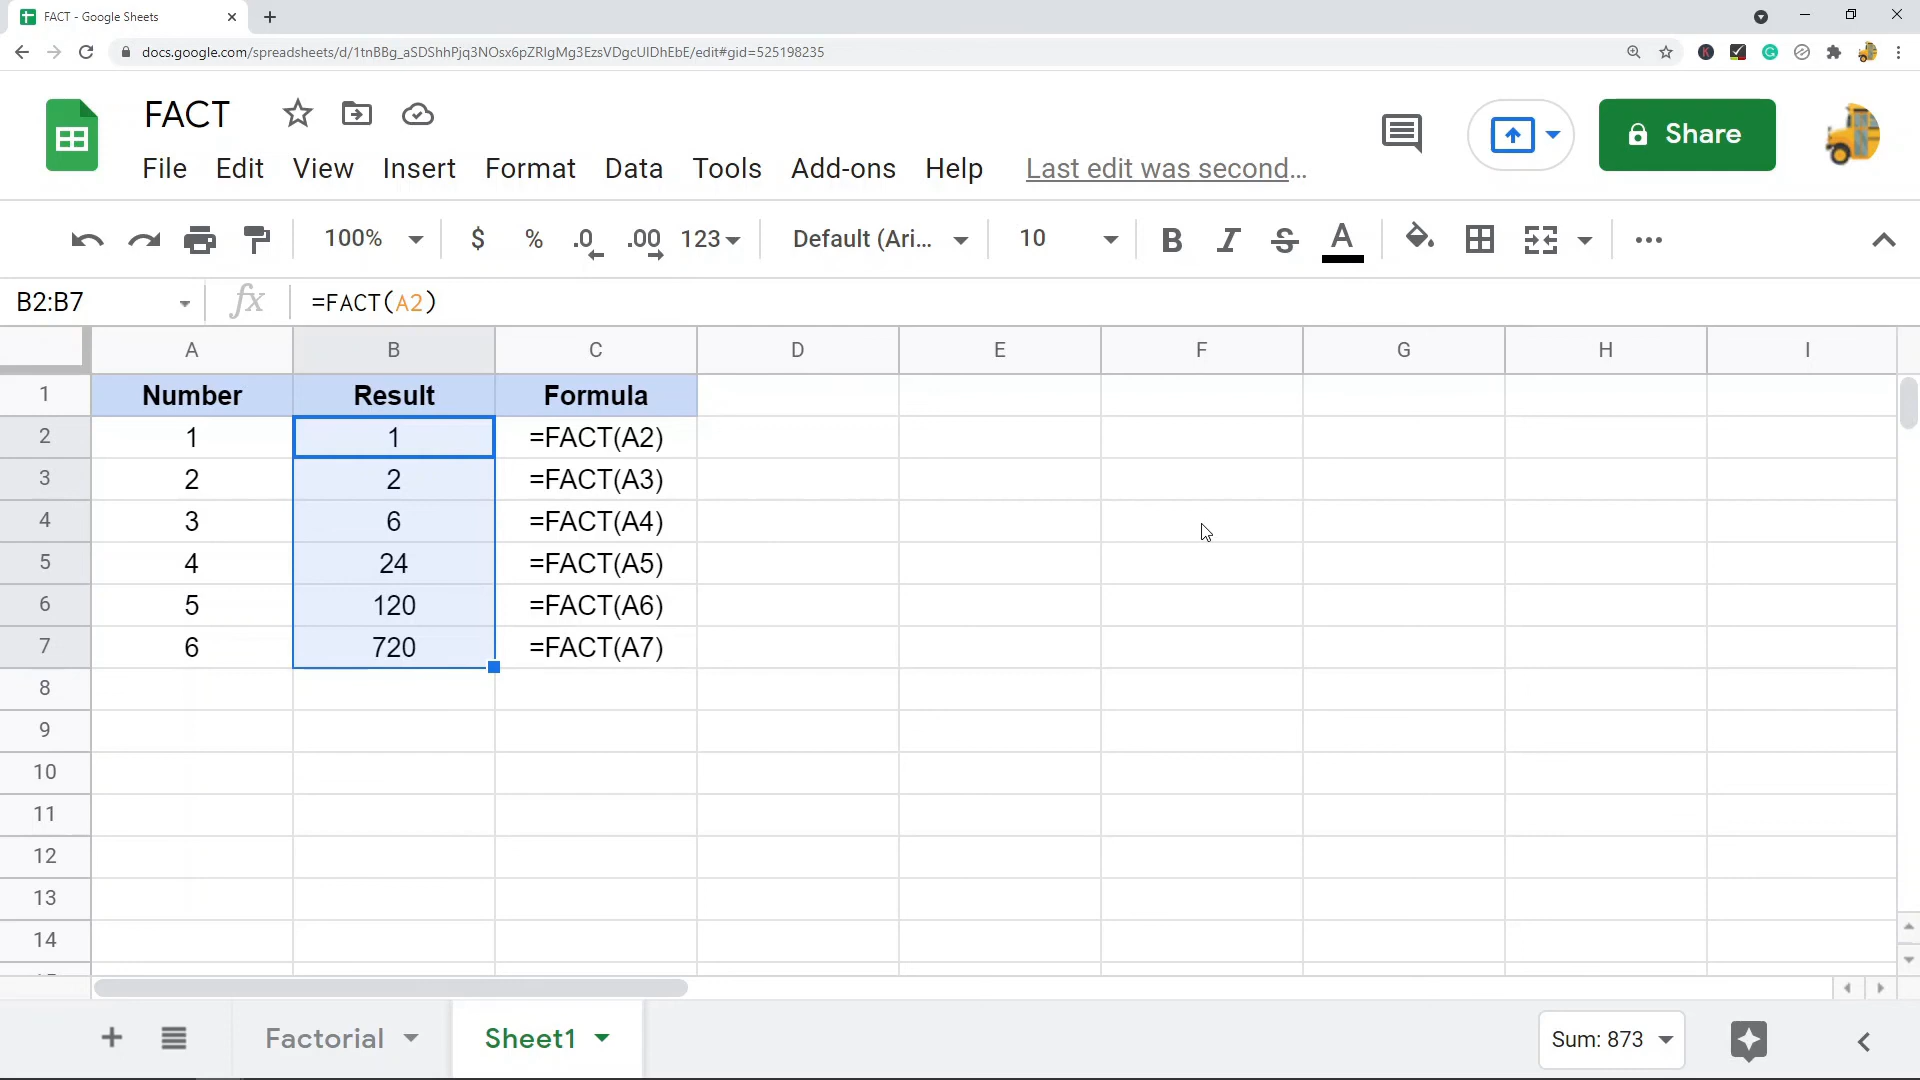 FACT - Google Sheets
docs.google.com/spreadsheets/d/1tnBBg_aSDShhPjq3NOsx6pZRIgMg3EzsVDgcUIDhEbE/edit#gid=525198235
FACT
Share
File Edit View Insert Format Data Tools Add-ons Help Last edit was second...
100% $ % .0 .00 123 Default (Ari... 10 B I S A
B2:B7 fx =FACT(A2)
A B C D E F G H I
1 Number Result Formula
2 1 1 =FACT(A2)
3 2 2 =FACT(A3)
4 3 6 =FACT(A4)
5 4 24 =FACT(A5)
6 5 120 =FACT(A6)
7 6 720 =FACT(A7)
8
9
10
11
12
13
14
Factorial Sheet1 Sum: 873